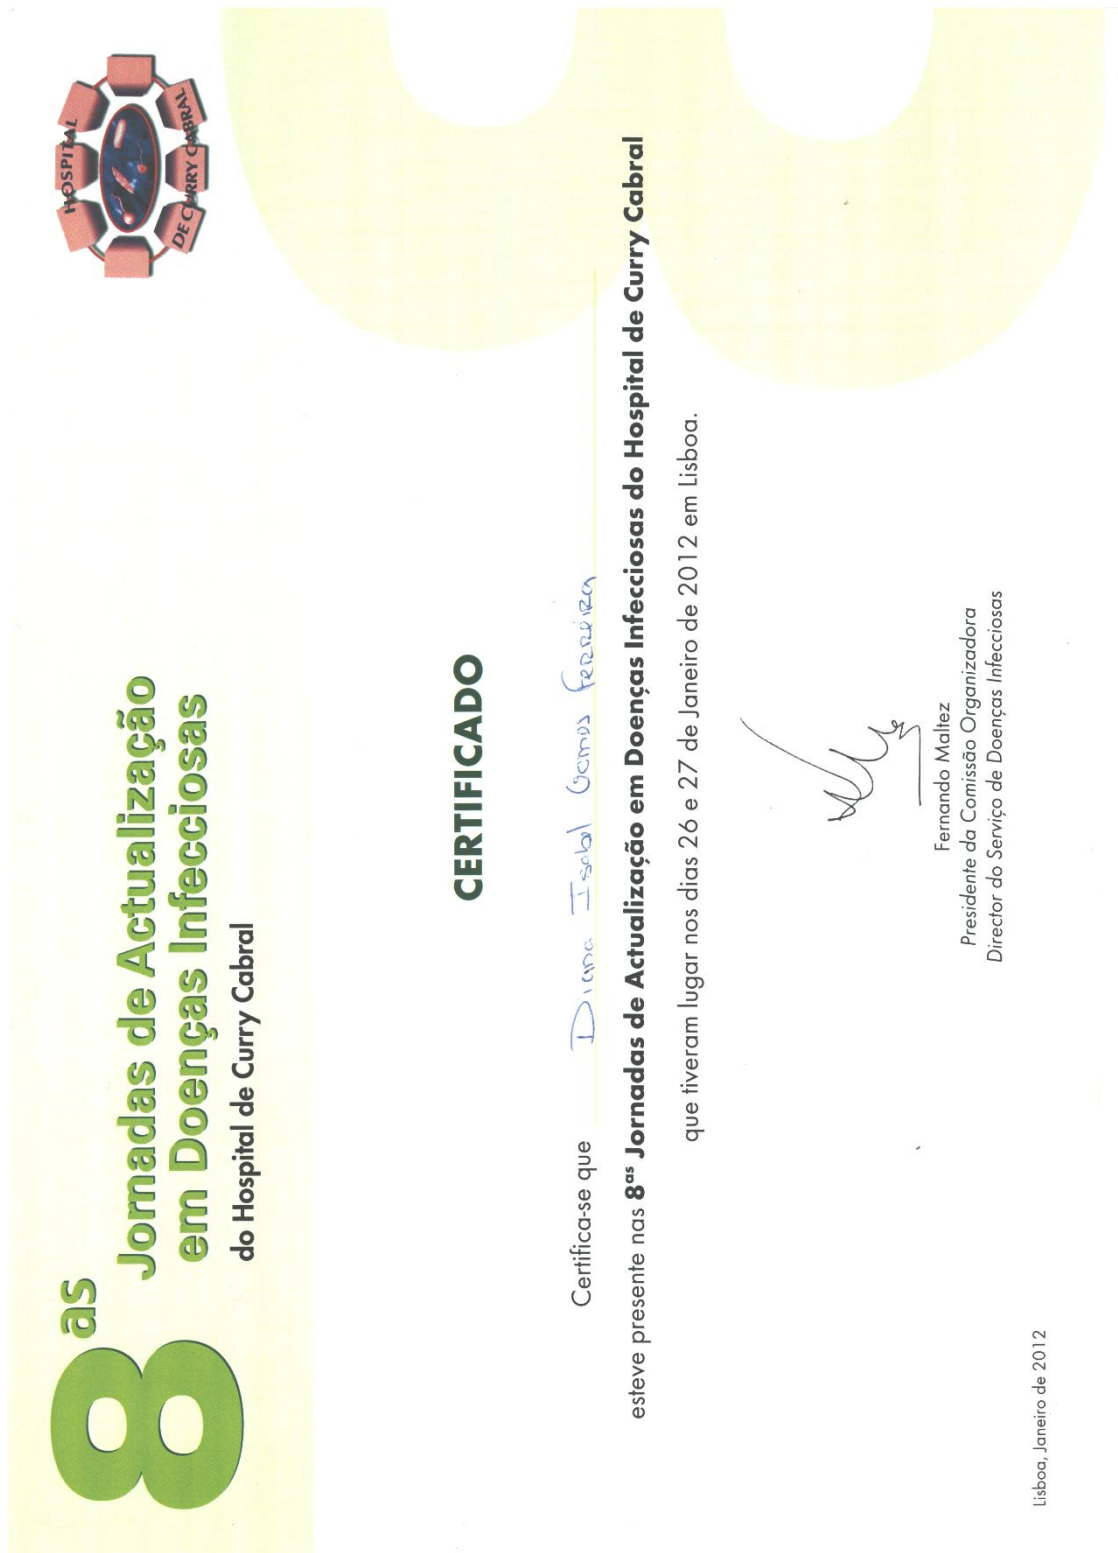 8as
Jornadas de Actualização
em Doenças Infecciosas
do Hospital de Curry Cabral
HOSPITAL
DE CURRY CABRAL
CERTIFICADO
Certifica-se que Diana Isabel Gomes Ferreira
esteve presente nas 8as Jornadas de Actualização em Doenças Infecciosas do Hospital de Curry Cabral
que tiveram lugar nos dias 26 e 27 de Janeiro de 2012 em Lisboa.
Fernando Maltez
Presidente da Comissão Organizadora
Director do Serviço de Doenças Infecciosas
Lisboa, Janeiro de 2012